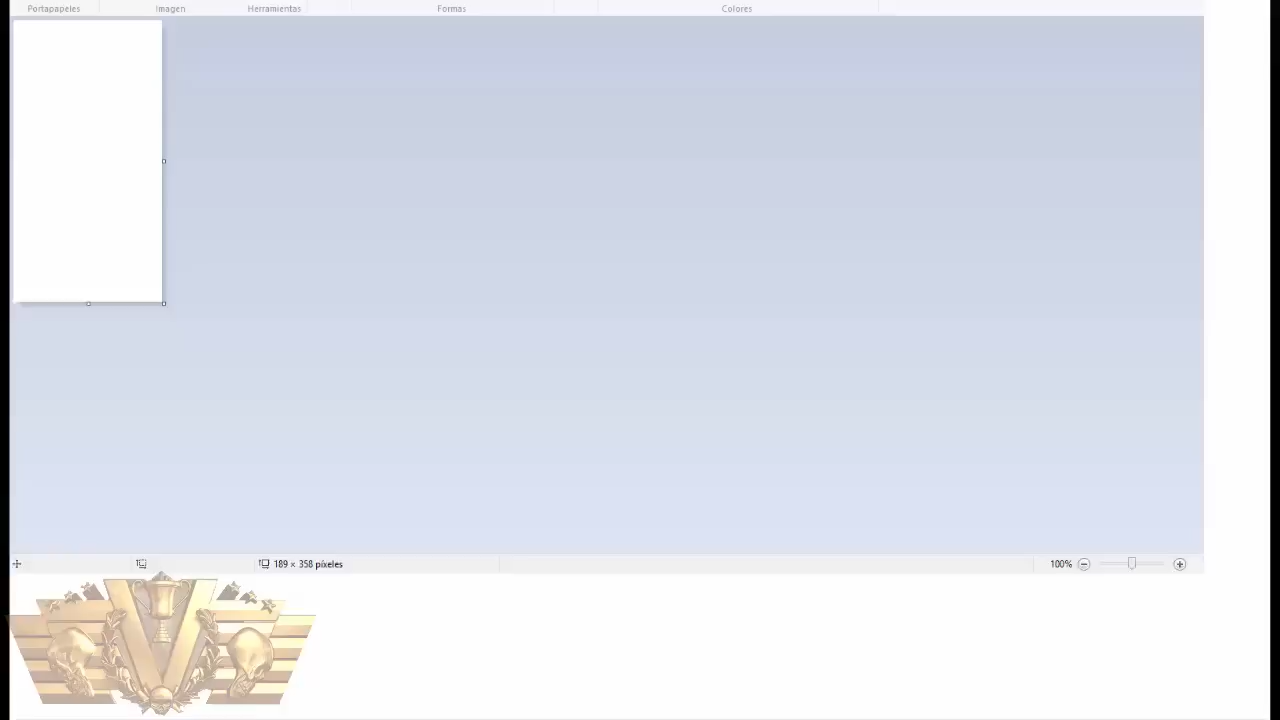 Portapapeles Imagen Herramientas Formas Colores
189 × 358 píxeles 100%
V